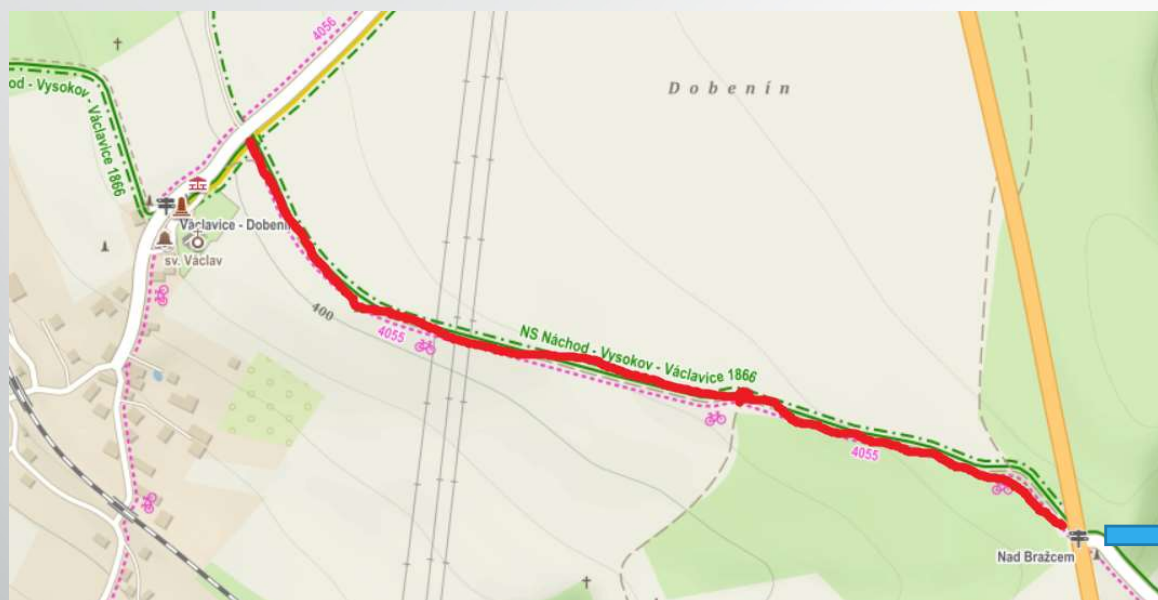 4056
Dobenín
od - Vysokov - Václavice 1866
Václavice - Dobení
sv. Václav
400
4055
NS Náchod - Vysokov - Václavice 1866
4055
Nad Bražcem